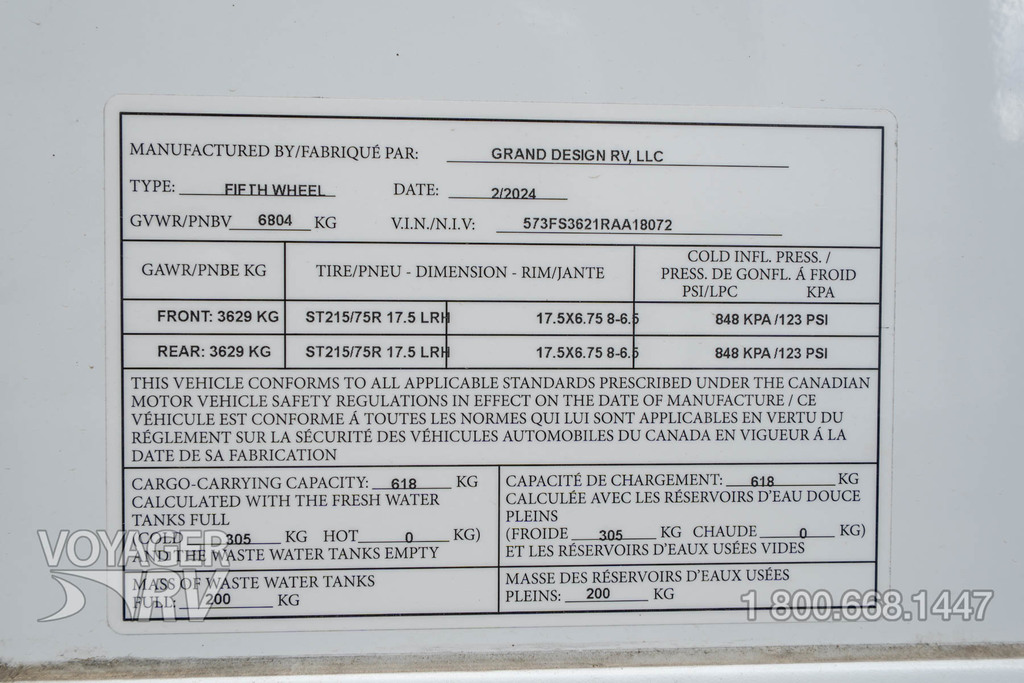 MANUFACTURED BY/FABRIQUÉ PAR: GRAND DESIGN RV, LLC
TYPE: FIFTH WHEEL DATE: 2/2024
GVWR/PNBV 6804 KG V.I.N./N.I.V: 573FS3621RAA18072
GAWR/PNBE KG TIRE/PNEU - DIMENSION - RIM/JANTE COLD INFL. PRESS. /
PRESS. DE GONFL. Á FROID
PSI/LPC KPA
FRONT: 3629 KG ST215/75R 17.5 LRH 17.5X6.75 8-6.5 848 KPA /123 PSI
REAR: 3629 KG ST215/75R 17.5 LRH 17.5X6.75 8-6.5 848 KPA /123 PSI
THIS VEHICLE CONFORMS TO ALL APPLICABLE STANDARDS PRESCRIBED UNDER THE CANADIAN
MOTOR VEHICLE SAFETY REGULATIONS IN EFFECT ON THE DATE OF MANUFACTURE / CE
VÉHICULE EST CONFORME Á TOUTES LES NORMES QUI LUI SONT APPLICABLES EN VERTU DU
RÉGLEMENT SUR LA SÉCURITÉ DES VÉHICULES AUTOMOBILES DU CANADA EN VIGUEUR Á LA
DATE DE SA FABRICATION
CARGO-CARRYING CAPACITY: 618 KG
CALCULATED WITH THE FRESH WATER
TANKS FULL
(COLD 305 KG HOT 0 KG)
AND THE WASTE WATER TANKS EMPTY
MASS OF WASTE WATER TANKS
FULL: 200 KG
CAPACITÉ DE CHARGEMENT: 618 KG
CALCULÉE AVEC LES RÉSERVOIRS D'EAU DOUCE
PLEINS
(FROIDE 305 KG CHAUDE 0 KG)
ET LES RÉSERVOIRS D'EAUX USÉES VIDES
MASSE DES RÉSERVOIRS D'EAUX USÉES
PLEINS: 200 KG
VOYAGER
RV
1 800.668.1447